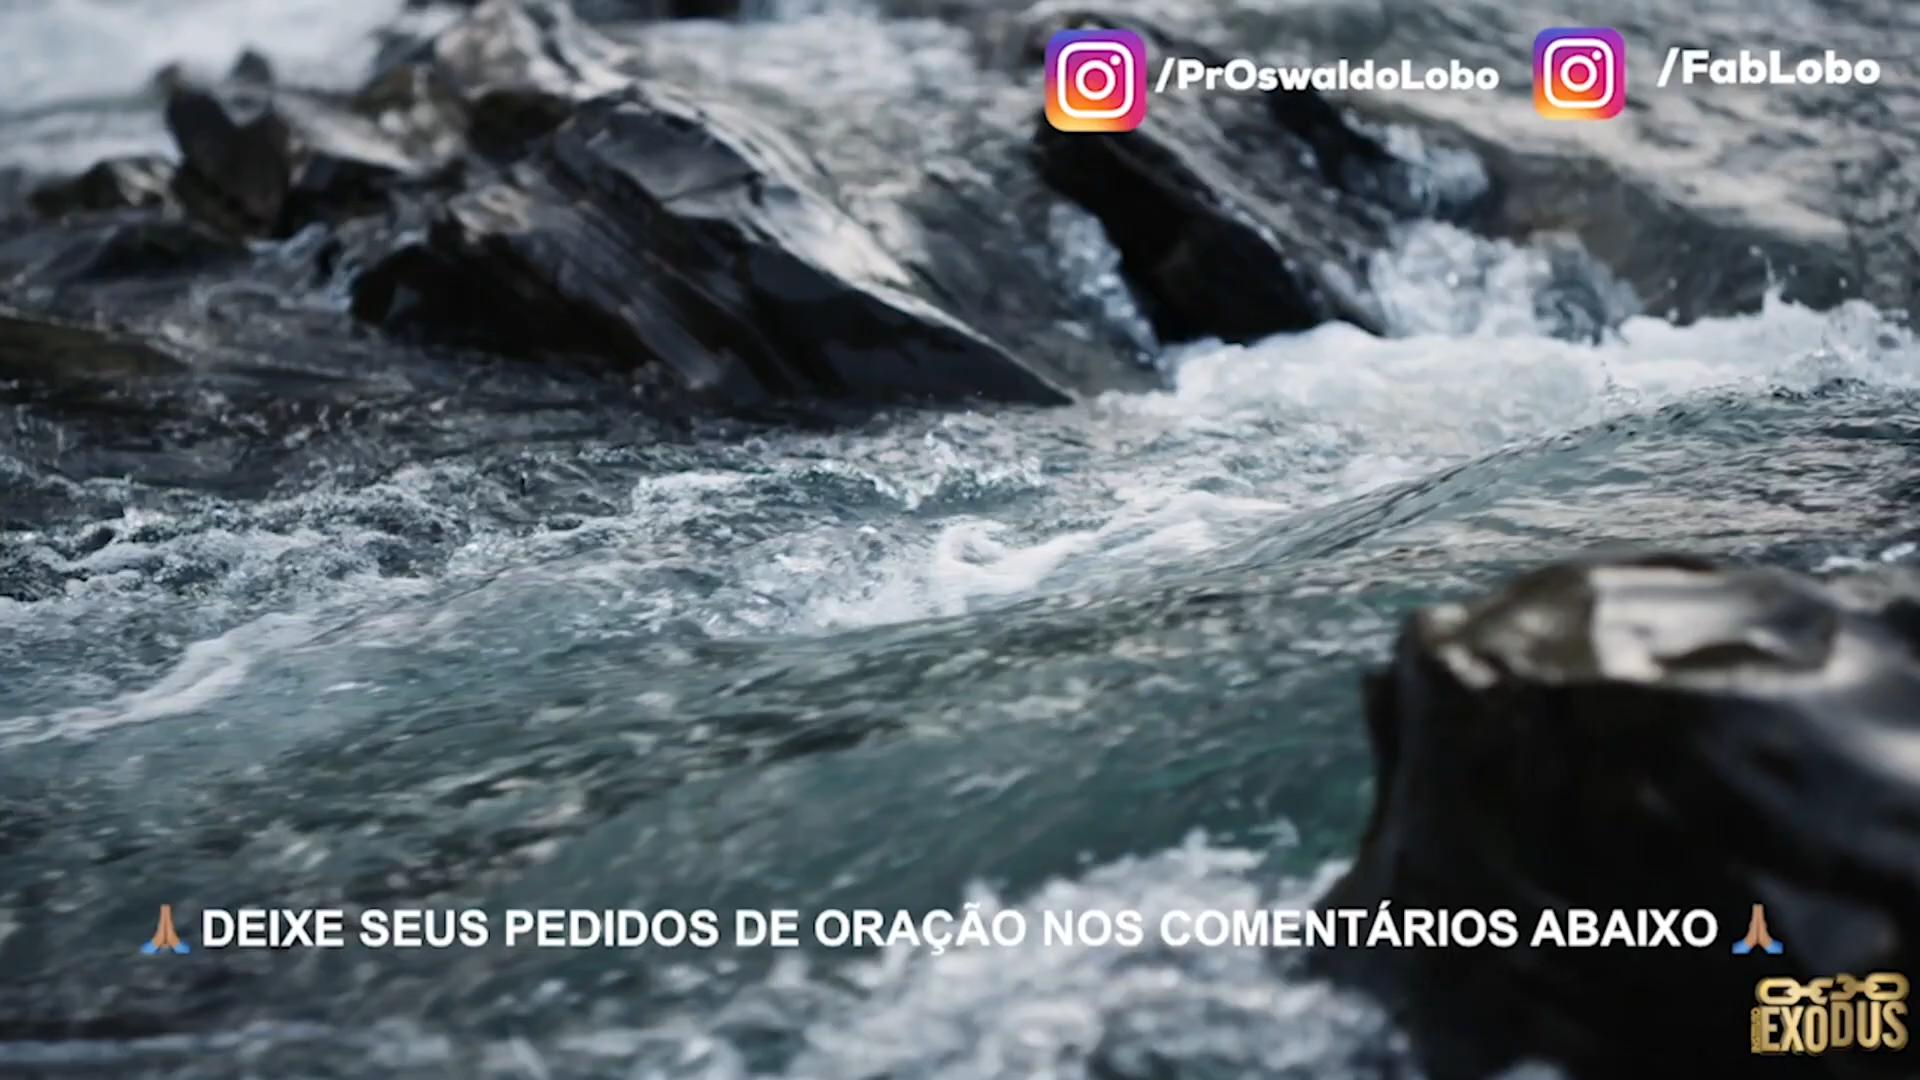 /PrOswaldoLobo
/FabLobo
🙏🏽 DEIXE SEUS PEDIDOS DE ORAÇÃO NOS COMENTÁRIOS ABAIXO 🙏🏽
EXODUS